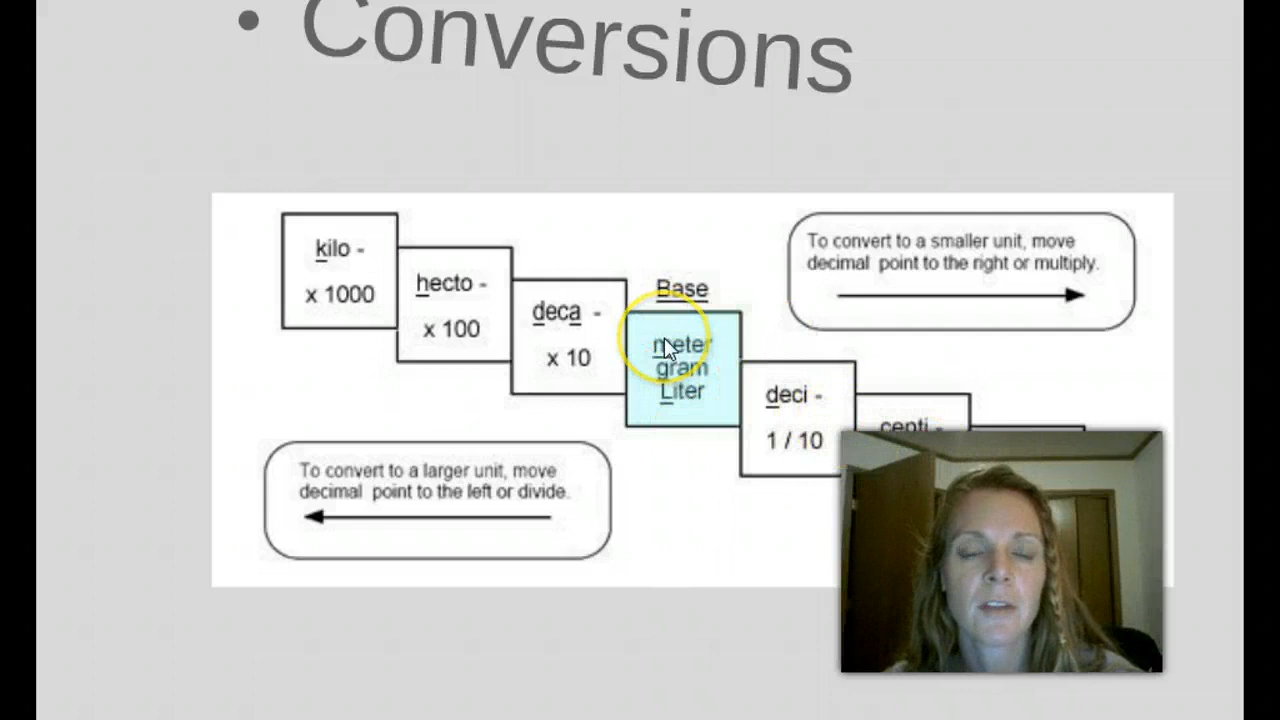 • Conversions
kilo -
x 1000
hecto -
x 100
deca -
x 10
Base
meter
gram
Liter
deci -
1 / 10
centi -
To convert to a smaller unit, move
decimal point to the right or multiply.
To convert to a larger unit, move
decimal point to the left or divide.